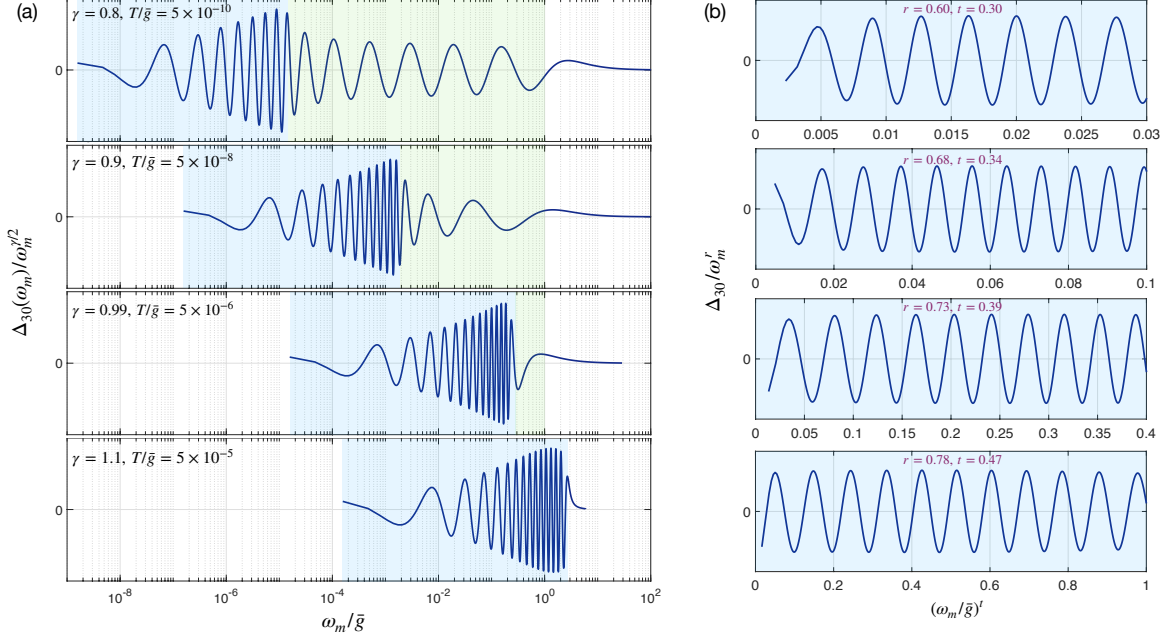 (a)
γ = 0.8, T/ḡ = 5 × 10⁻¹⁰
0
γ = 0.9, T/ḡ = 5 × 10⁻⁸
0
γ = 0.99, T/ḡ = 5 × 10⁻⁶
0
γ = 1.1, T/ḡ = 5 × 10⁻⁵
0
Δ₃₀(ωₘ)/ωₘ^{γ/2}
10⁻⁸ 10⁻⁶ 10⁻⁴ 10⁻² 10⁰ 10²
ωₘ/ḡ
(b)
r = 0.60, t = 0.30
0
0 0.005 0.01 0.015 0.02 0.025 0.03
r = 0.68, t = 0.34
0
0 0.02 0.04 0.06 0.08 0.1
r = 0.73, t = 0.39
0
0 0.05 0.1 0.15 0.2 0.25 0.3 0.35 0.4
r = 0.78, t = 0.47
0
0 0.2 0.4 0.6 0.8 1
Δ₃₀/ωₘ^r
(ωₘ/ḡ)^t